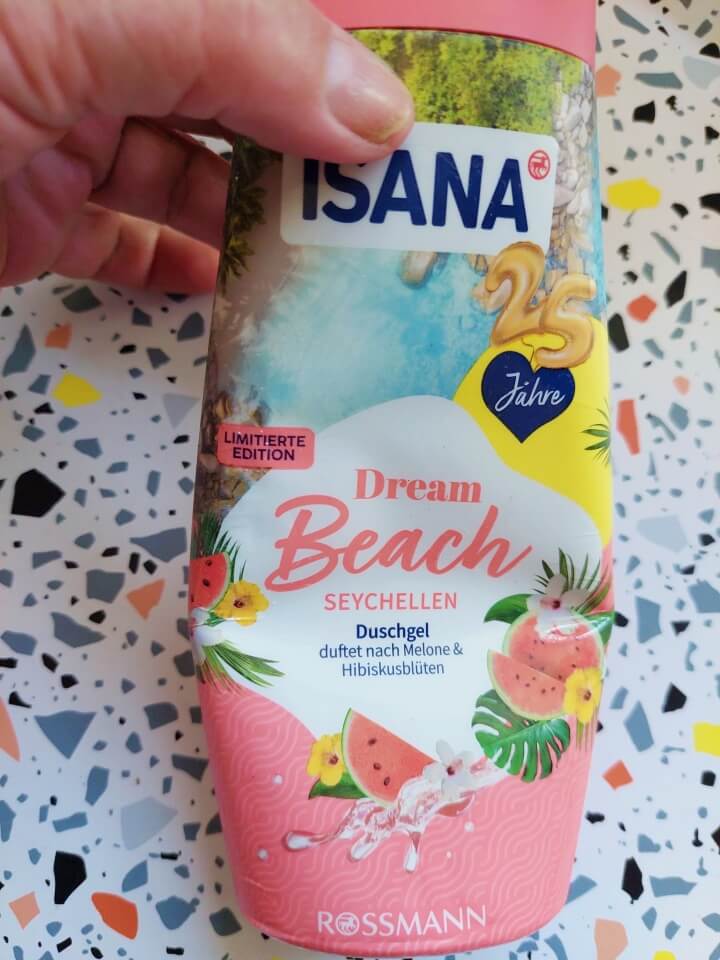 ISANA
25
Jahre
LIMITIERTE
EDITION
Dream
Beach
SEYCHELLEN
Duschgel
duftet nach Melone &
Hibiskusblüten
ROSSMANN